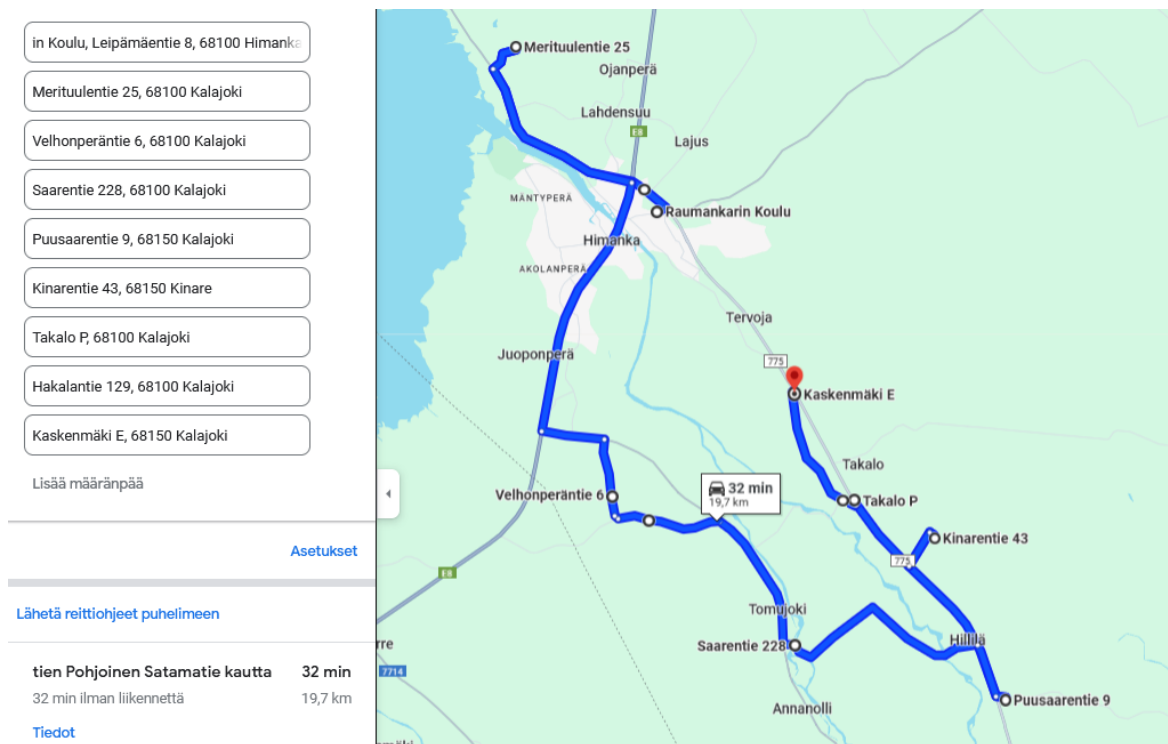 in Koulu, Leipämäentie 8, 68100 Himanka
Merituulentie 25, 68100 Kalajoki
Velhonperäntie 6, 68100 Kalajoki
Saarentie 228, 68100 Kalajoki
Puusaarentie 9, 68150 Kalajoki
Kinarentie 43, 68150 Kinare
Takalo P, 68100 Kalajoki
Hakalantie 129, 68100 Kalajoki
Kaskenmäki E, 68150 Kalajoki
Lisää määränpää
Asetukset
Lähetä reittiohjeet puhelimeen
tien Pohjoinen Satamatie kautta 32 min
32 min ilman liikennettä 19,7 km
Tiedot
Merituulentie 25
Ojanperä
Lahdensuu
E8
Lajus
MÄNTYPERÄ
Raumankarin Koulu
Himanka
AKOLANPERÄ
Tervoja
Juoponperä
775
Kaskenmäki E
Takalo
Velhonperäntie 6
32 min
19,7 km
Takalo P
Kinarentie 43
775
E8
Tomujoki
Hillilä
Saarentie 228
rre
7714
Puusaarentie 9
Annanolli